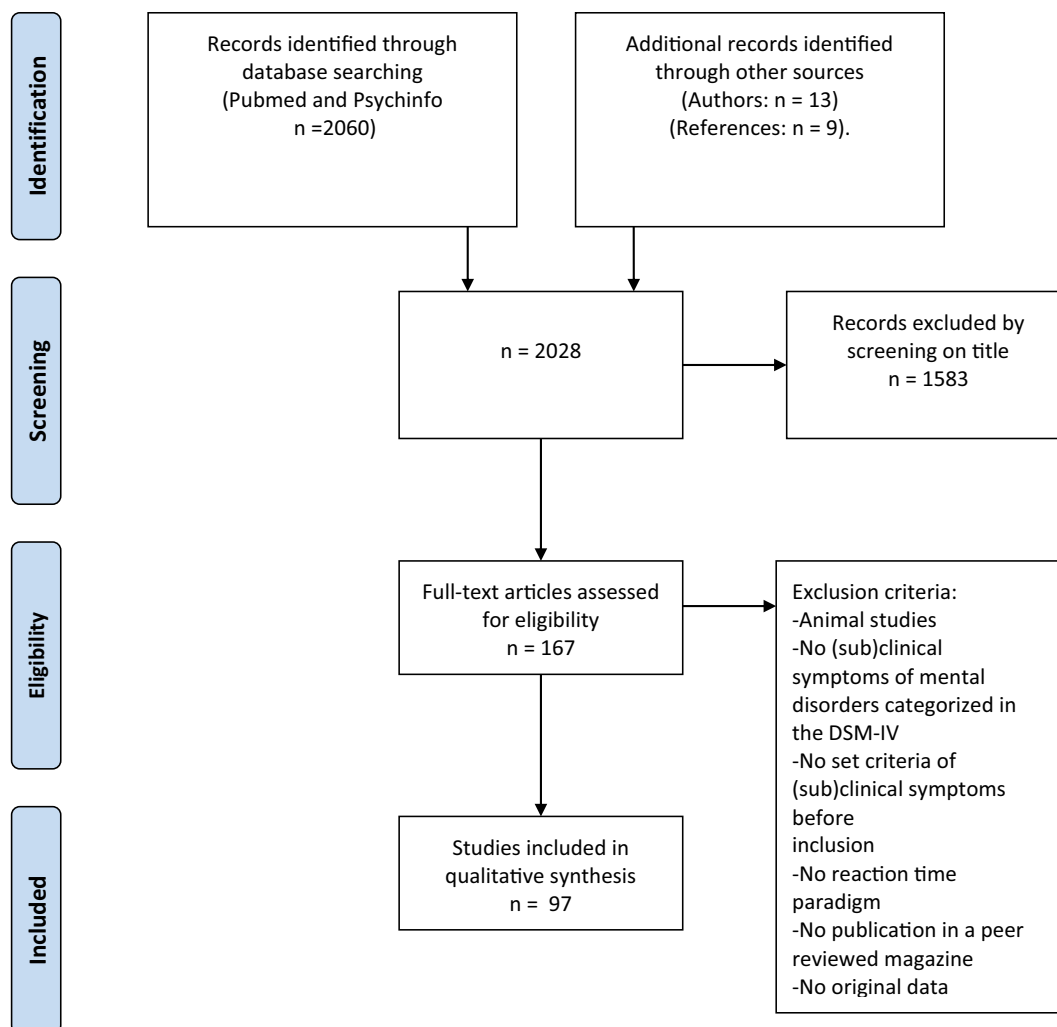 Identification
Records identified through
database searching
(Pubmed and Psychinfo
n =2060)
Additional records identified
through other sources
(Authors: n = 13)
(References: n = 9).
Screening
n = 2028
Records excluded by
screening on title
n = 1583
Eligibility
Full-text articles assessed
for eligibility
n = 167
Exclusion criteria:
-Animal studies
-No (sub)clinical
symptoms of mental
disorders categorized in
the DSM-IV
-No set criteria of
(sub)clinical symptoms
before
inclusion
-No reaction time
paradigm
-No publication in a peer
reviewed magazine
-No original data
Included
Studies included in
qualitative synthesis
n = 97